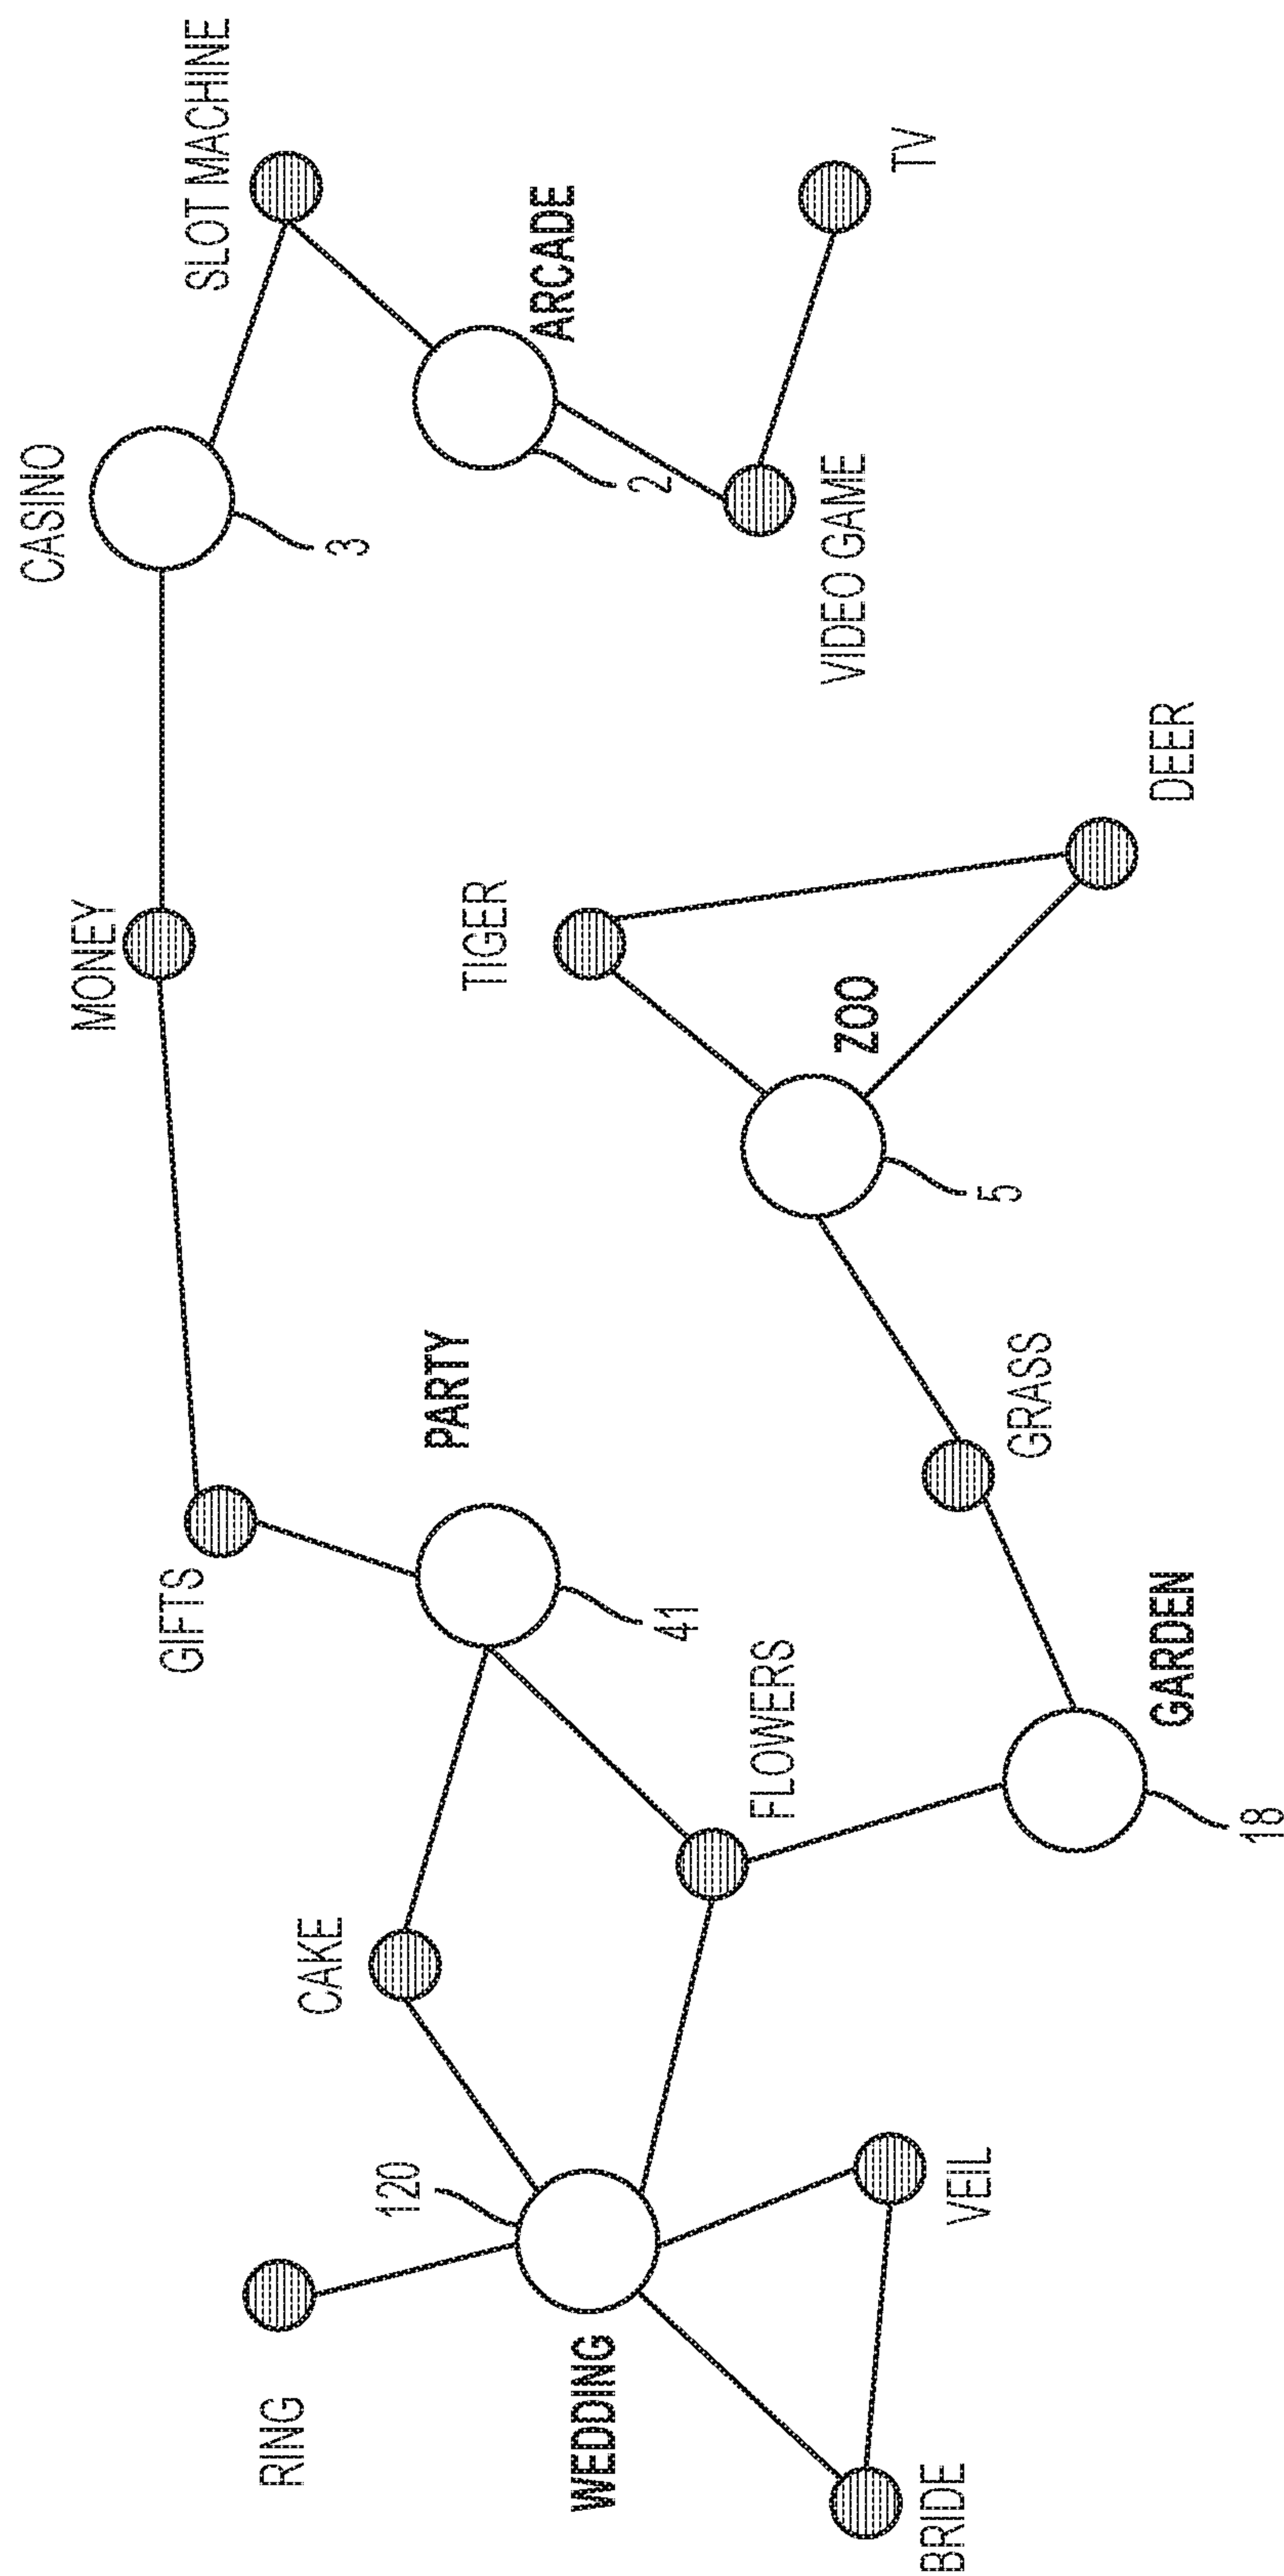 RING
WEDDING
120
BRIDE
VEIL
CAKE
FLOWERS
GIFTS
PARTY
41
GARDEN
18
GRASS
MONEY
TIGER
ZOO
5
DEER
CASINO
3
SLOT MACHINE
ARCADE
2
VIDEO GAME
TV